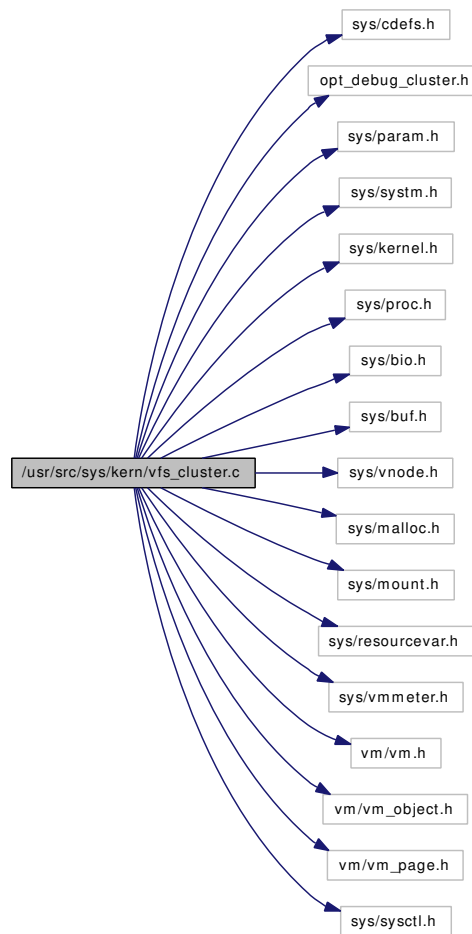 sys/cdefs.h
opt_debug_cluster.h
sys/param.h
sys/systm.h
sys/kernel.h
sys/proc.h
sys/bio.h
sys/buf.h
/usr/src/sys/kern/vfs_cluster.c
sys/vnode.h
sys/malloc.h
sys/mount.h
sys/resourcevar.h
sys/vmmeter.h
vm/vm.h
vm/vm_object.h
vm/vm_page.h
sys/sysctl.h